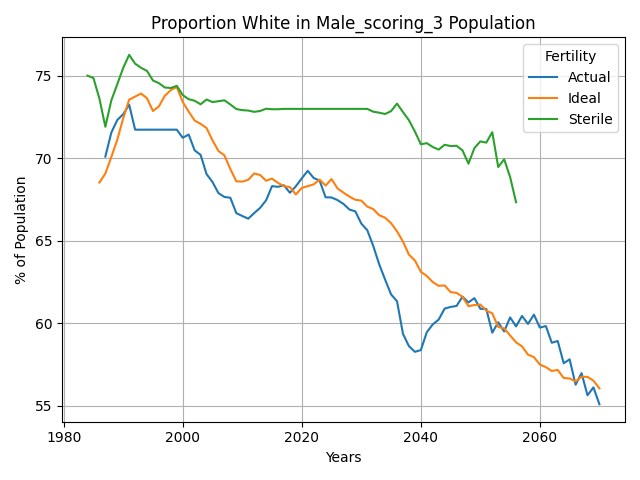 Proportion White in Male_scoring_3 Population
Fertility
Actual
Ideal
Sterile
% of Population
75
70
65
60
55
1980
2000
2020
2040
2060
Years